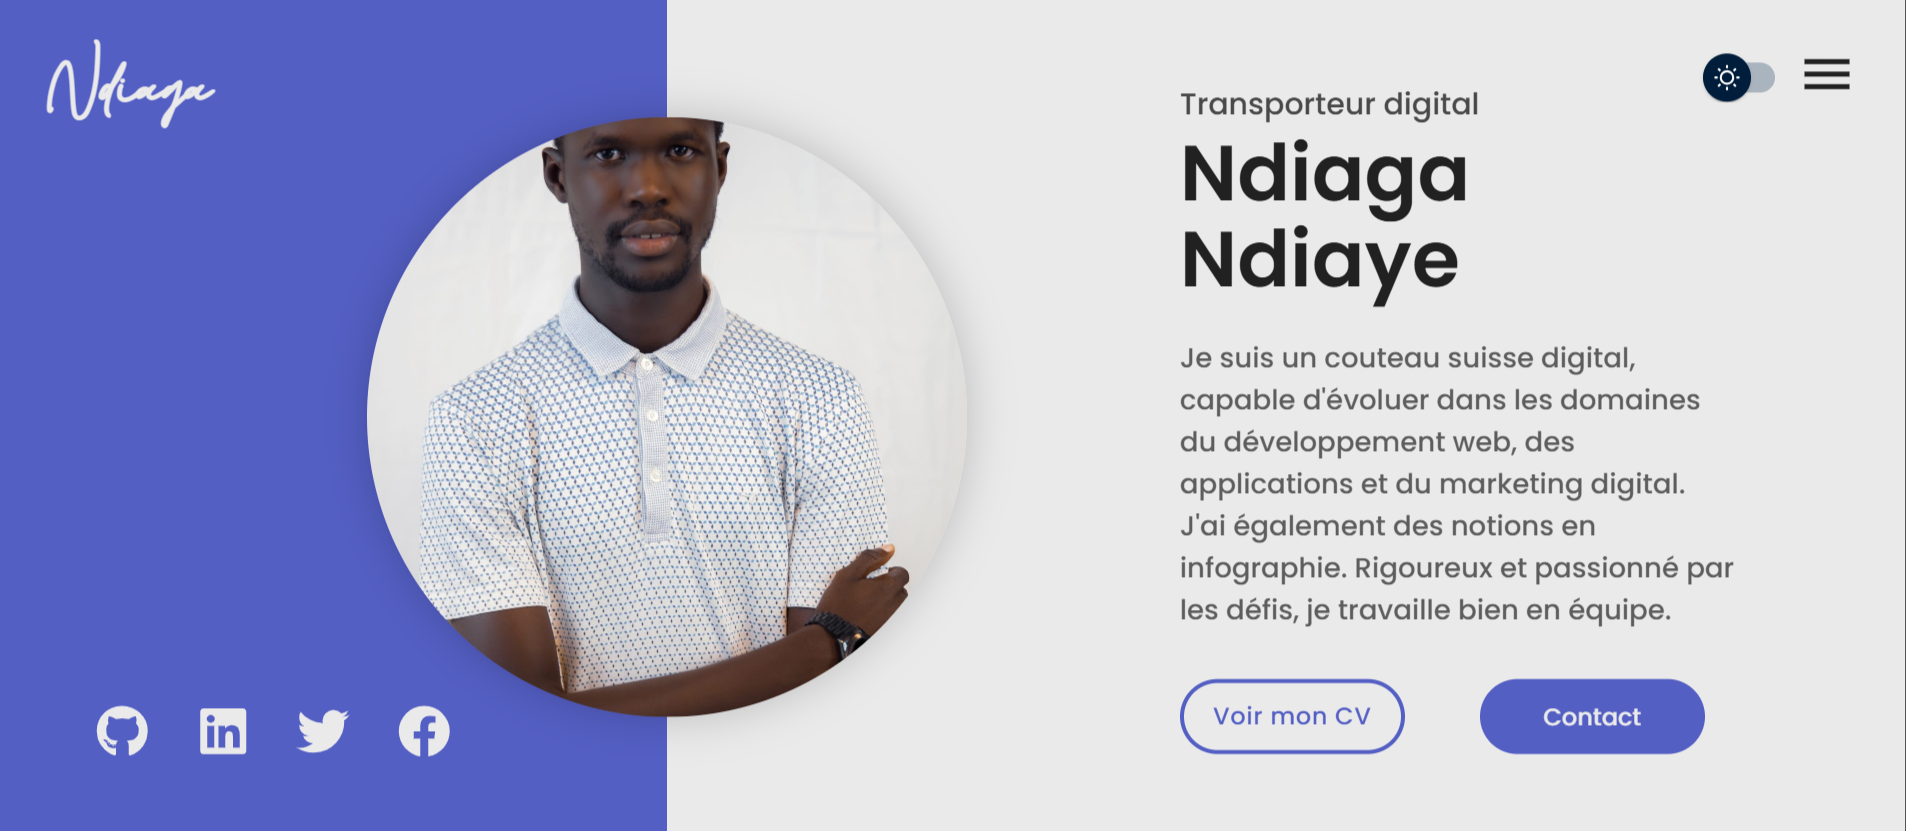 Ndiaga
Transporteur digital
Ndiaga
Ndiaye
Je suis un couteau suisse digital,
capable d'évoluer dans les domaines
du développement web, des
applications et du marketing digital.
J'ai également des notions en
infographie. Rigoureux et passionné par
les défis, je travaille bien en équipe.
Voir mon CV
Contact